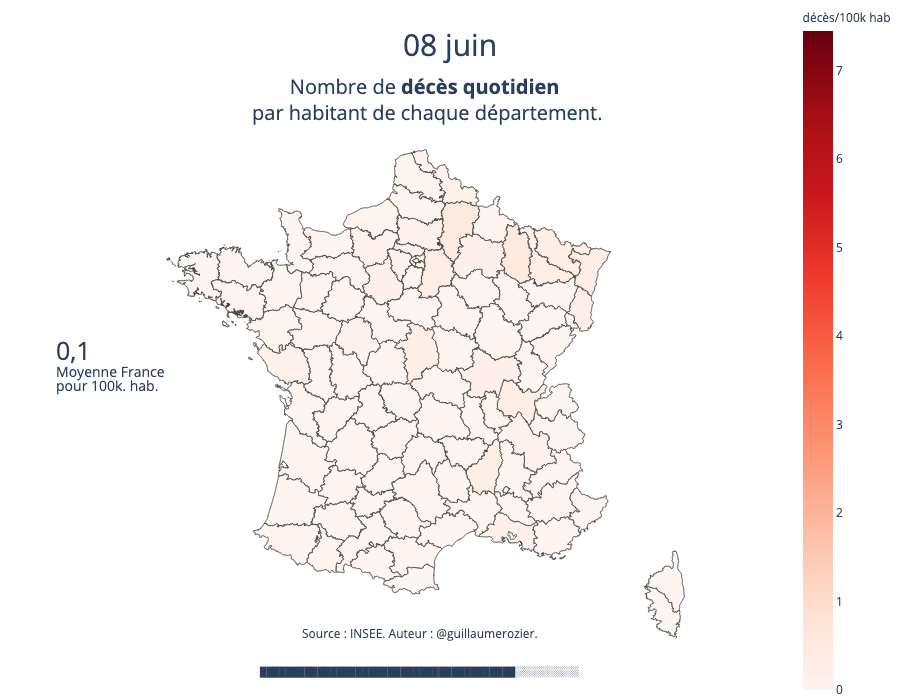 décès/100k hab
08 juin
Nombre de décès quotidien
par habitant de chaque département.
7
6
5
4
3
2
1
0
0,1
Moyenne France
pour 100k. hab.
Source : INSEE. Auteur : @guillaumerozier.